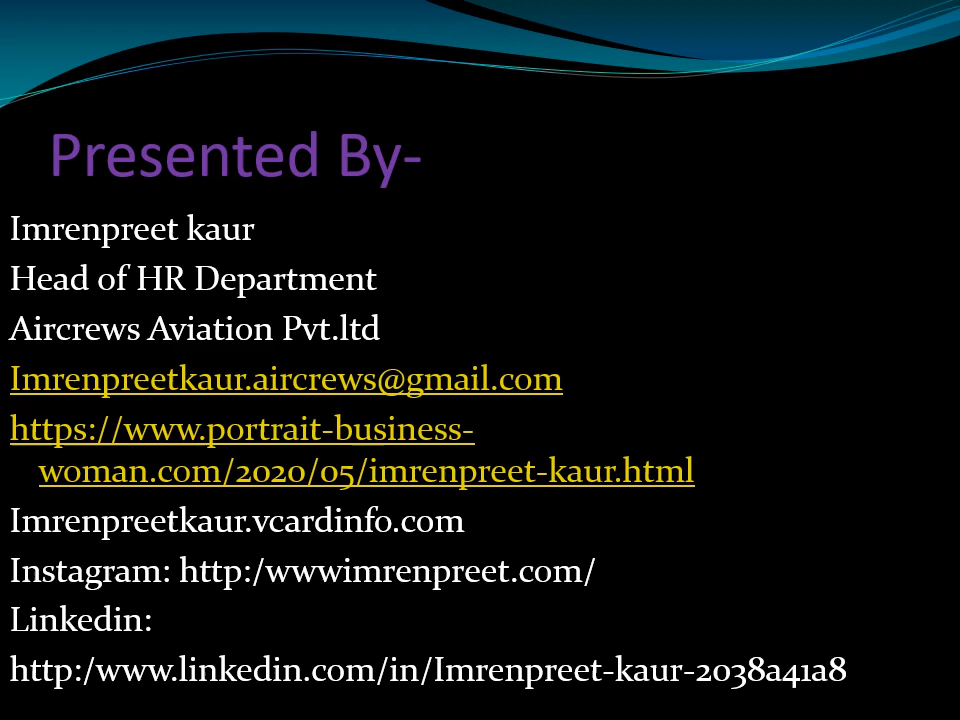 Presented By-
Imrenpreet kaur
Head of HR Department
Aircrews Aviation Pvt.ltd
Imrenpreetkaur.aircrews@gmail.com
https://www.portrait-business-
woman.com/2020/05/imrenpreet-kaur.html
Imrenpreetkaur.vcardinfo.com
Instagram: http:/wwwimrenpreet.com/
Linkedin:
http:/www.linkedin.com/in/Imrenpreet-kaur-2038a41a8